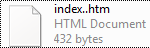 index..htm
HTML Document
432 bytes